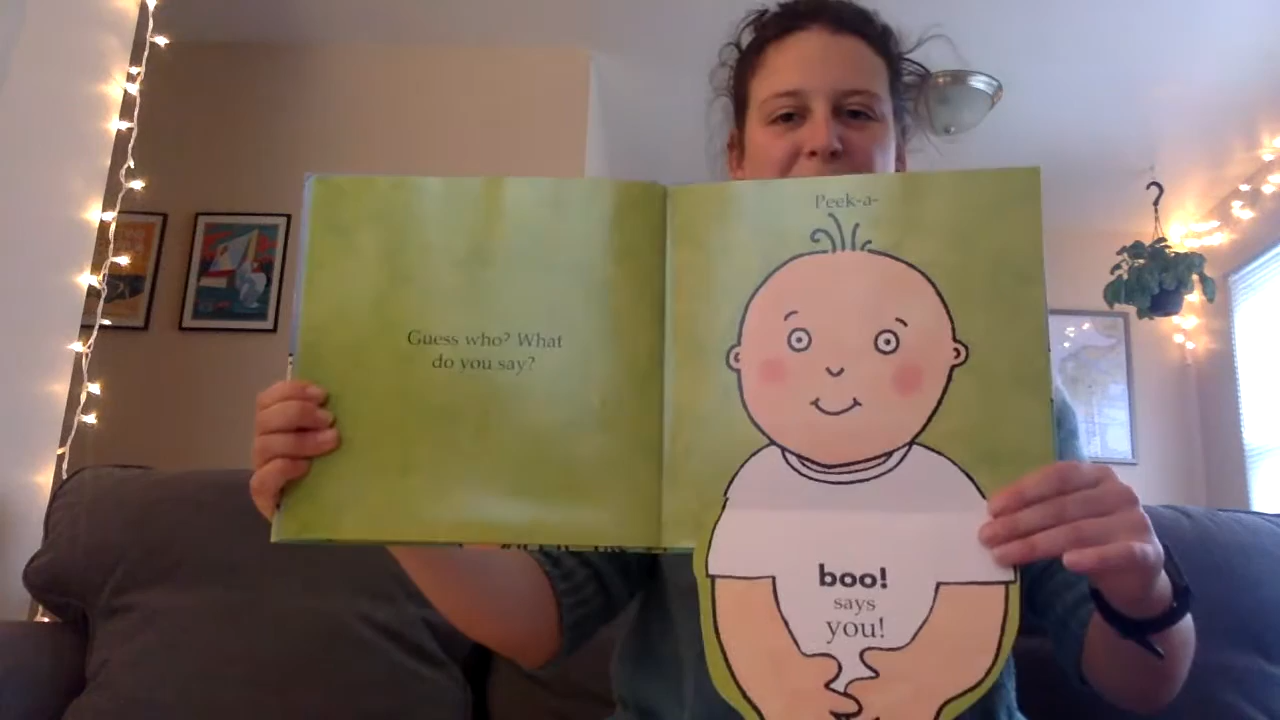 Guess who? What
do you say?
Peek-a-
boo!
says
you!